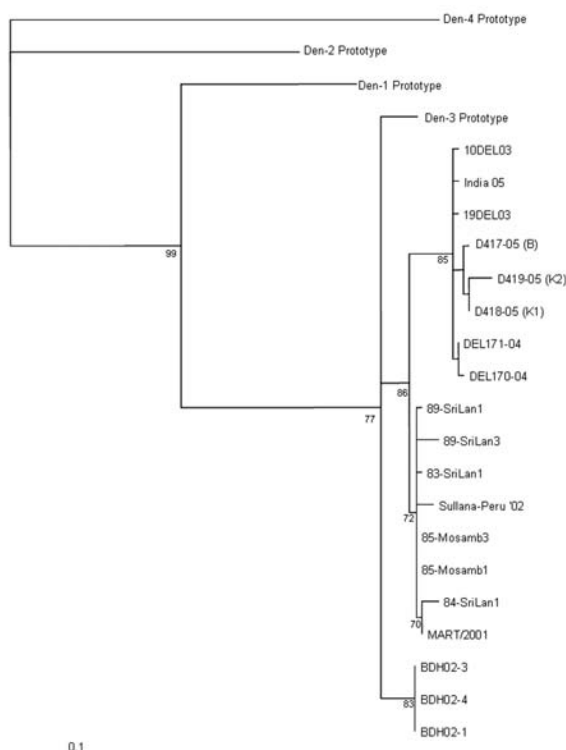 Den-4 Prototype
Den-2 Prototype
Den-1 Prototype
Den-3 Prototype
10DEL03
India 05
19DEL03
D417-05 (B)
99
85
D419-05 (K2)
D418-05 (K1)
DEL171-04
DEL170-04
86
89-SriLan1
77
89-SriLan3
83-SriLan1
Sullana-Peru '02
72
85-Mosamb3
85-Mosamb1
84-SriLan1
70
MART/2001
BDH02-3
BDH02-4
83
BDH02-1
0.1